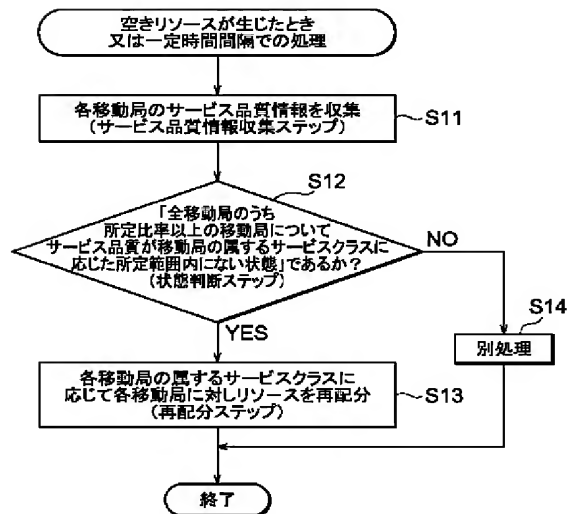 空きリソースが生じたとき
又は一定時間間隔での処理
各移動局のサービス品質情報を収集
(サービス品質情報収集ステップ)
S11
S12
「全移動局のうち
所定比率以上の移動局について
サービス品質が移動局の属するサービスクラスに
応じた所定範囲内にない状態」であるか?
(状態判断ステップ)
NO
YES
S14
別処理
各移動局の属するサービスクラスに
応じて各移動局に対しリソースを再配分
(再配分ステップ)
S13
終了